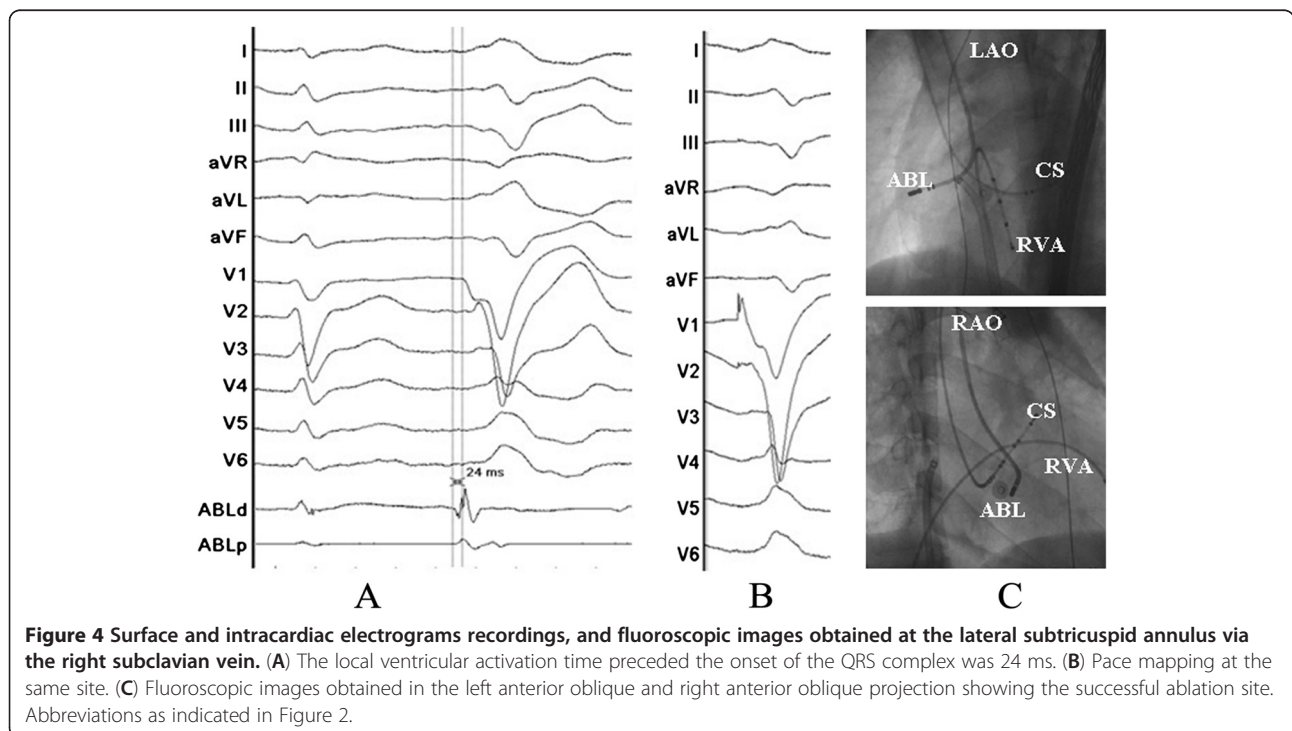 I
II
III
aVR
aVL
aVF
V1
V2
V3
V4
V5
V6
24 ms
ABLd
ABLp
A
I
II
III
aVR
aVL
aVF
V1
V2
V3
V4
V5
V6
B
LAO
ABL
CS
RVA
RAO
CS
RVA
ABL
C
Figure 4 Surface and intracardiac electrograms recordings, and fluoroscopic images obtained at the lateral subtricuspid annulus via
the right subclavian vein. (A) The local ventricular activation time preceded the onset of the QRS complex was 24 ms. (B) Pace mapping at the
same site. (C) Fluoroscopic images obtained in the left anterior oblique and right anterior oblique projection showing the successful ablation site.
Abbreviations as indicated in Figure 2.